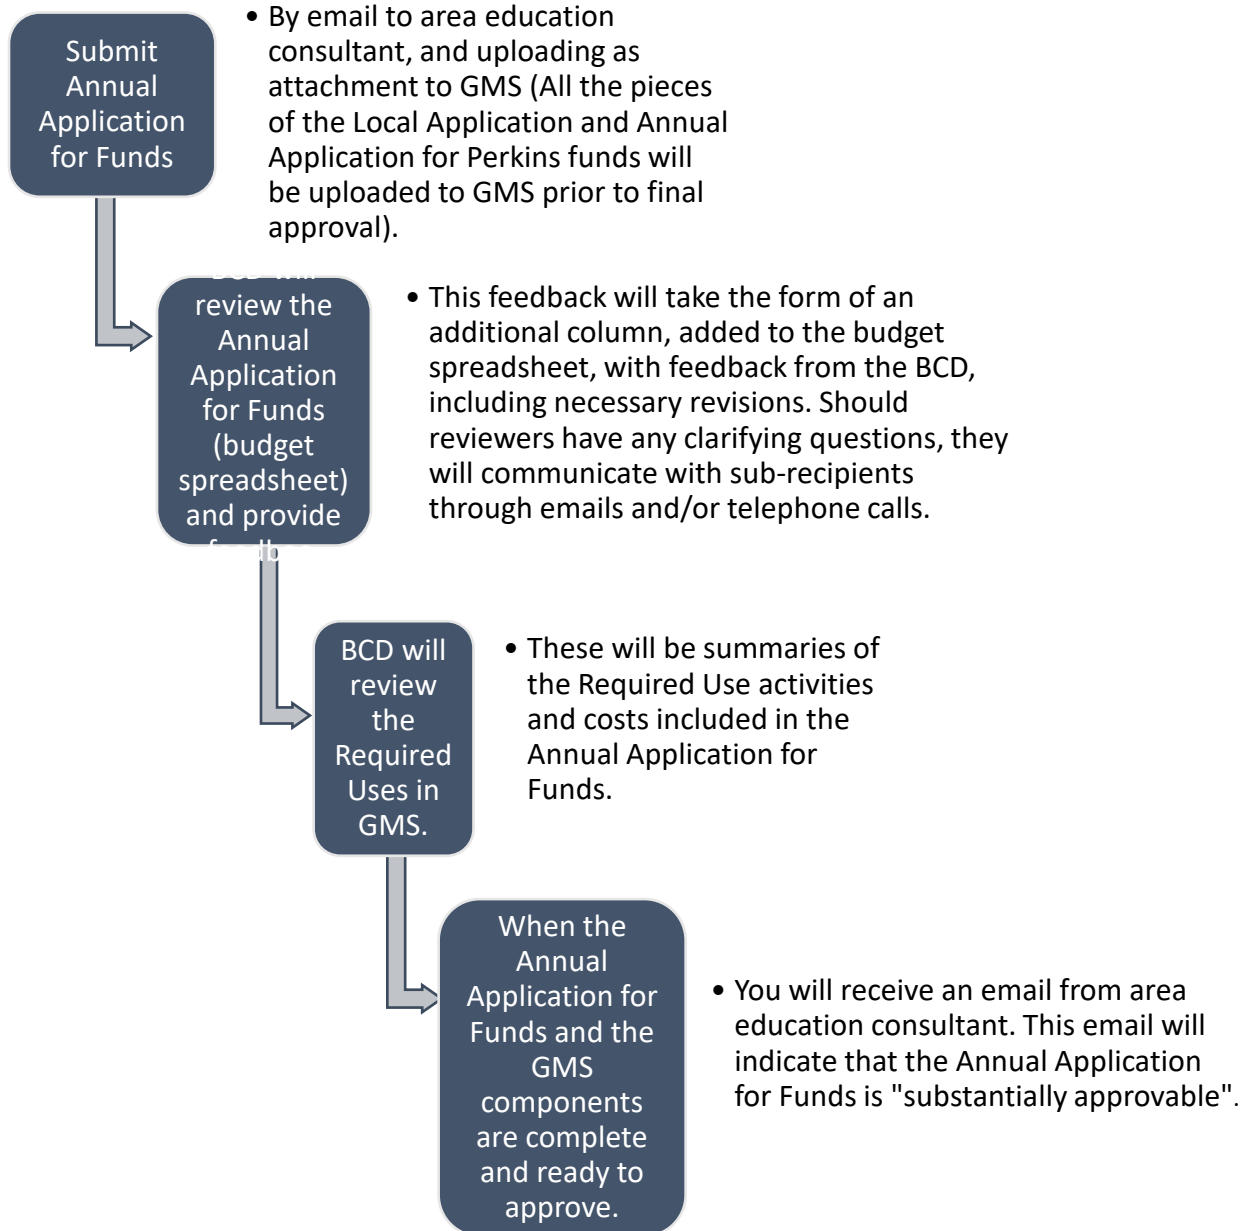 Submit
Annual
Application
for Funds
• By email to area education
consultant, and uploading as
attachment to GMS (All the pieces
of the Local Application and Annual
Application for Perkins funds will
be uploaded to GMS prior to final
approval).
BCD will
review the
Annual
Application
for Funds
(budget
spreadsheet)
and provide
• This feedback will take the form of an
additional column, added to the budget
spreadsheet, with feedback from the BCD,
including necessary revisions. Should
reviewers have any clarifying questions, they
will communicate with sub-recipients
through emails and/or telephone calls.
BCD will
review
the
Required
Uses in
GMS.
• These will be summaries of
the Required Use activities
and costs included in the
Annual Application for
Funds.
When the
Annual
Application for
Funds and the
GMS
components
are complete
and ready to
approve.
• You will receive an email from area
education consultant. This email will
indicate that the Annual Application
for Funds is "substantially approvable".